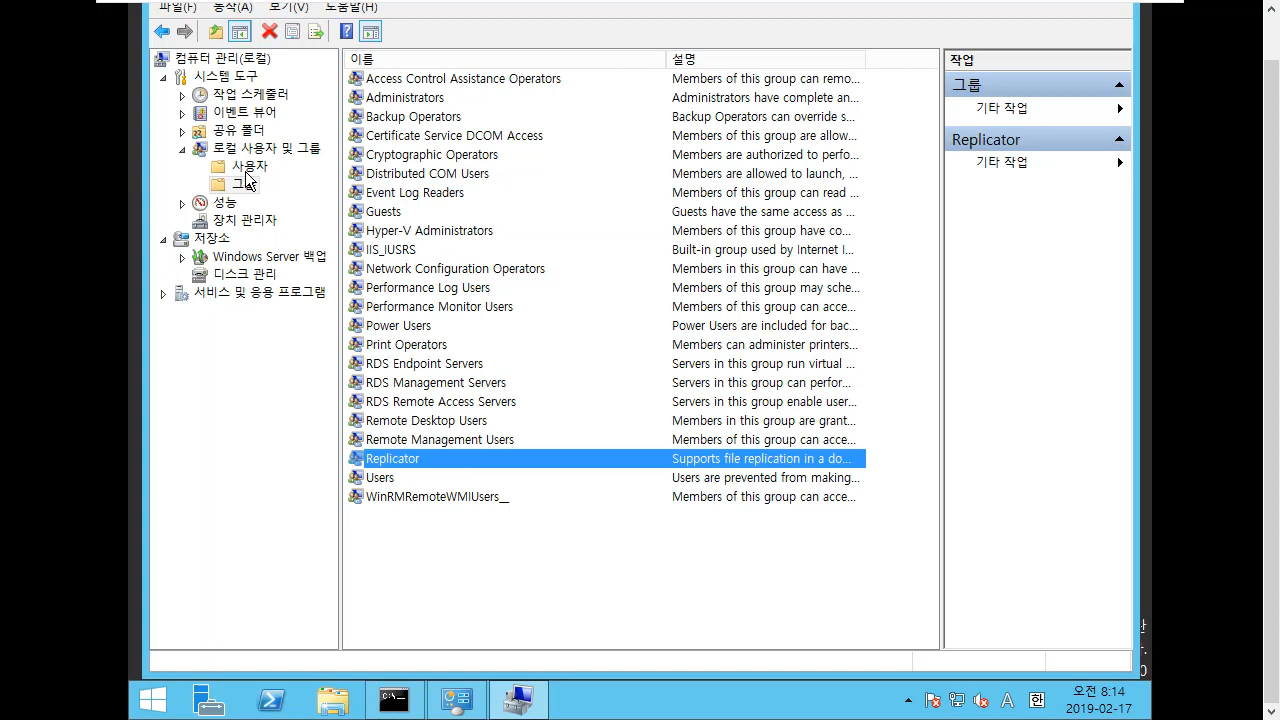 파일(F) 동작(A) 보기(V) 도움말(H)
컴퓨터 관리(로컬)
시스템 도구
작업 스케줄러
이벤트 뷰어
공유 폴더
로컬 사용자 및 그룹
사용자
성능
장치 관리자
저장소
Windows Server 백업
디스크 관리
서비스 및 응용 프로그램
이름 설명
Access Control Assistance Operators Members of this group can remo...
Administrators Administrators have complete an...
Backup Operators Backup Operators can override s...
Certificate Service DCOM Access Members of this group are allow...
Cryptographic Operators Members are authorized to perfo...
Distributed COM Users Members are allowed to launch, ...
Event Log Readers Members of this group can read ...
Guests Guests have the same access as ...
Hyper-V Administrators Members of this group have co...
IIS_IUSRS Built-in group used by Internet I...
Network Configuration Operators Members in this group can have ...
Performance Log Users Members of this group may sche...
Performance Monitor Users Members of this group can acce...
Power Users Power Users are included for bac...
Print Operators Members can administer printers...
RDS Endpoint Servers Servers in this group run virtual ...
RDS Management Servers Servers in this group can perfor...
RDS Remote Access Servers Servers in this group enable user...
Remote Desktop Users Members in this group are grant...
Remote Management Users Members of this group can acce...
Replicator Supports file replication in a do...
Users Users are prevented from making...
WinRMRemoteWMIUsers__ Members of this group can acce...
작업
그룹
기타 작업
Replicator
기타 작업
A 한
오전 8:14
2019-02-17